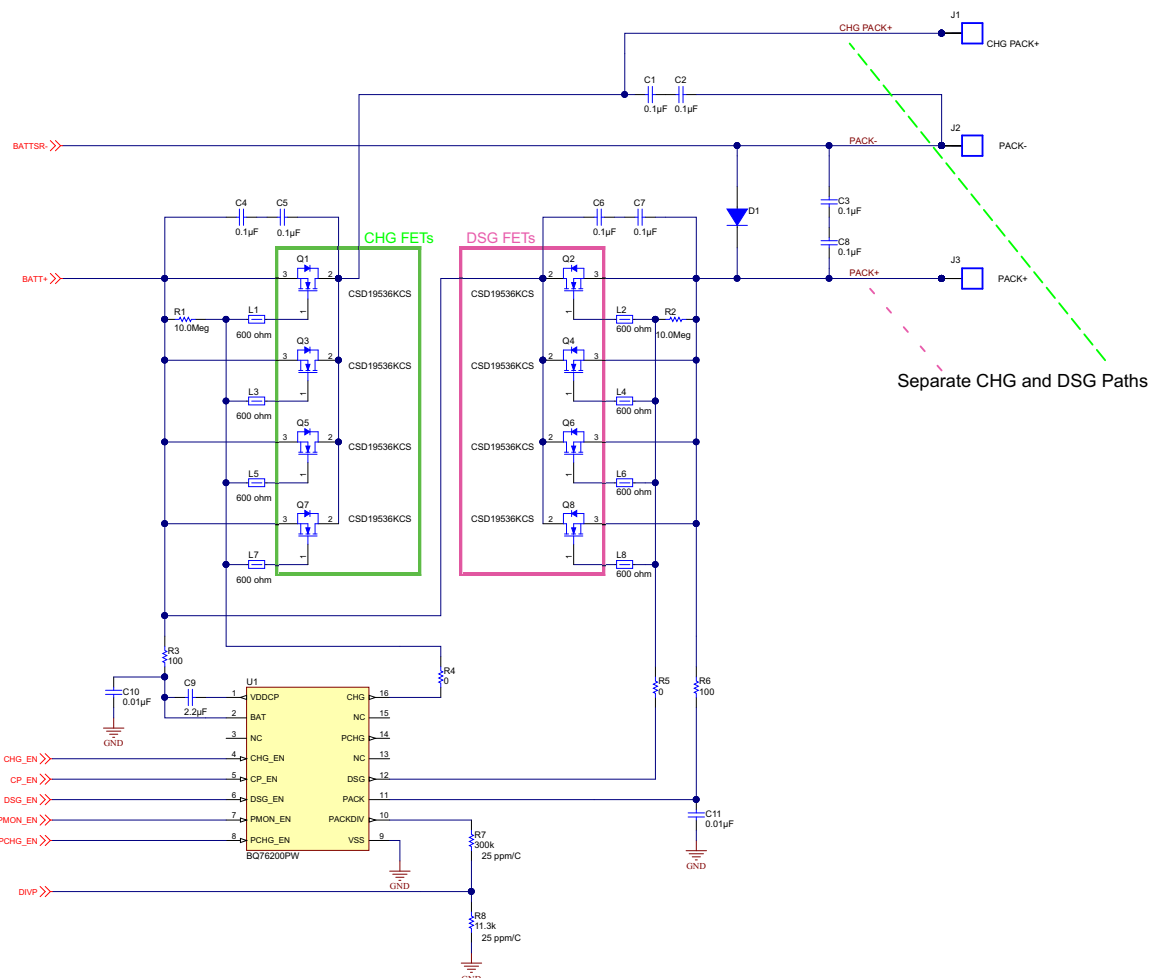 J1
CHG PACK+
CHG PACK+
C1
C2
0.1µF
0.1µF
J2
BATTSR-
PACK-
PACK-
C3
0.1µF
C4
C5
0.1µF
0.1µF
C6
C7
0.1µF
0.1µF
D1
CHG FETs
DSG FETs
C8
0.1µF
J3
BATT+
PACK+
PACK+
Q1
3
2
1
CSD19536KCS
Q2
2
3
1
CSD19536KCS
R1
10.0Meg
L1
600 ohm
L2
600 ohm
R2
10.0Meg
Q3
3
2
1
CSD19536KCS
Q4
2
3
1
CSD19536KCS
Separate CHG and DSG Paths
L3
600 ohm
L4
600 ohm
Q5
3
2
1
CSD19536KCS
Q6
2
3
1
CSD19536KCS
L5
600 ohm
L6
600 ohm
Q7
3
2
1
CSD19536KCS
Q8
2
3
1
CSD19536KCS
L7
600 ohm
L8
600 ohm
R3
100
R4
0
R5
0
R6
100
C10
0.01µF
GND
C9
2.2µF
U1
1 VDDCP
CHG 16
2 BAT
NC 15
3 NC
PCHG 14
CHG_EN
4 CHG_EN
NC 13
CP_EN
5 CP_EN
DSG 12
DSG_EN
6 DSG_EN
PACK 11
PMON_EN
7 PMON_EN
PACKDIV 10
PCHG_EN
8 PCHG_EN
VSS 9
BQ76200PW
C11
0.01µF
GND
R7
300k
25 ppm/C
GND
DIVP
R8
11.3k
25 ppm/C
GND